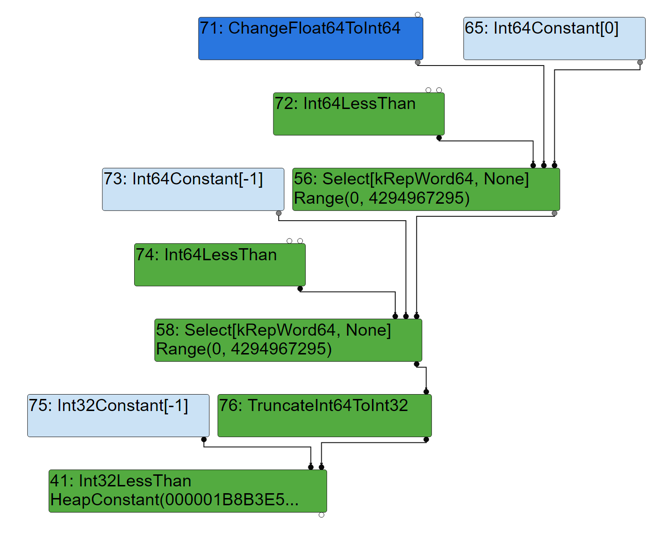 71: ChangeFloat64ToInt64
65: Int64Constant[0]
72: Int64LessThan
73: Int64Constant[-1]
56: Select[kRepWord64, None]
Range(0, 4294967295)
74: Int64LessThan
58: Select[kRepWord64, None]
Range(0, 4294967295)
75: Int32Constant[-1]
76: TruncateInt64ToInt32
41: Int32LessThan
HeapConstant(000001B8B3E5...